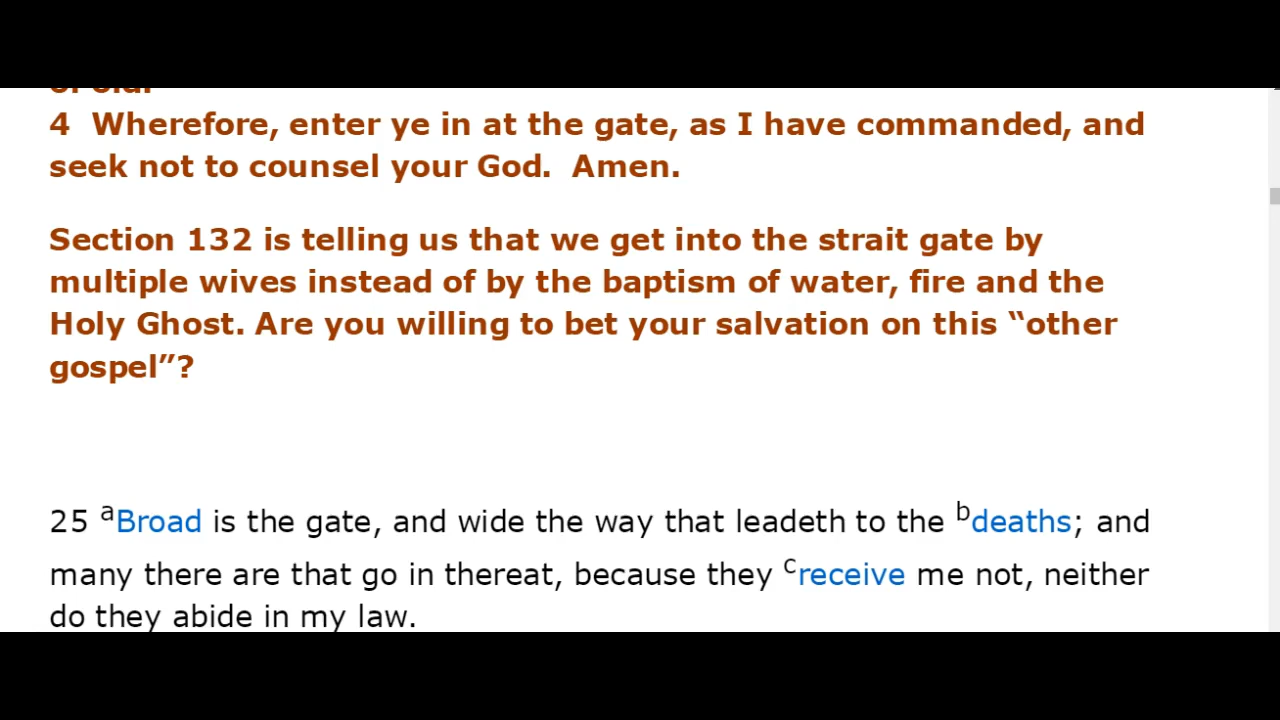 of old.
4 Wherefore, enter ye in at the gate, as I have commanded, and
seek not to counsel your God. Amen.
Section 132 is telling us that we get into the strait gate by
multiple wives instead of by the baptism of water, fire and the
Holy Ghost. Are you willing to bet your salvation on this “other
gospel”?
25 aBroad is the gate, and wide the way that leadeth to the bdeaths; and
many there are that go in thereat, because they creceive me not, neither
do they abide in my law.